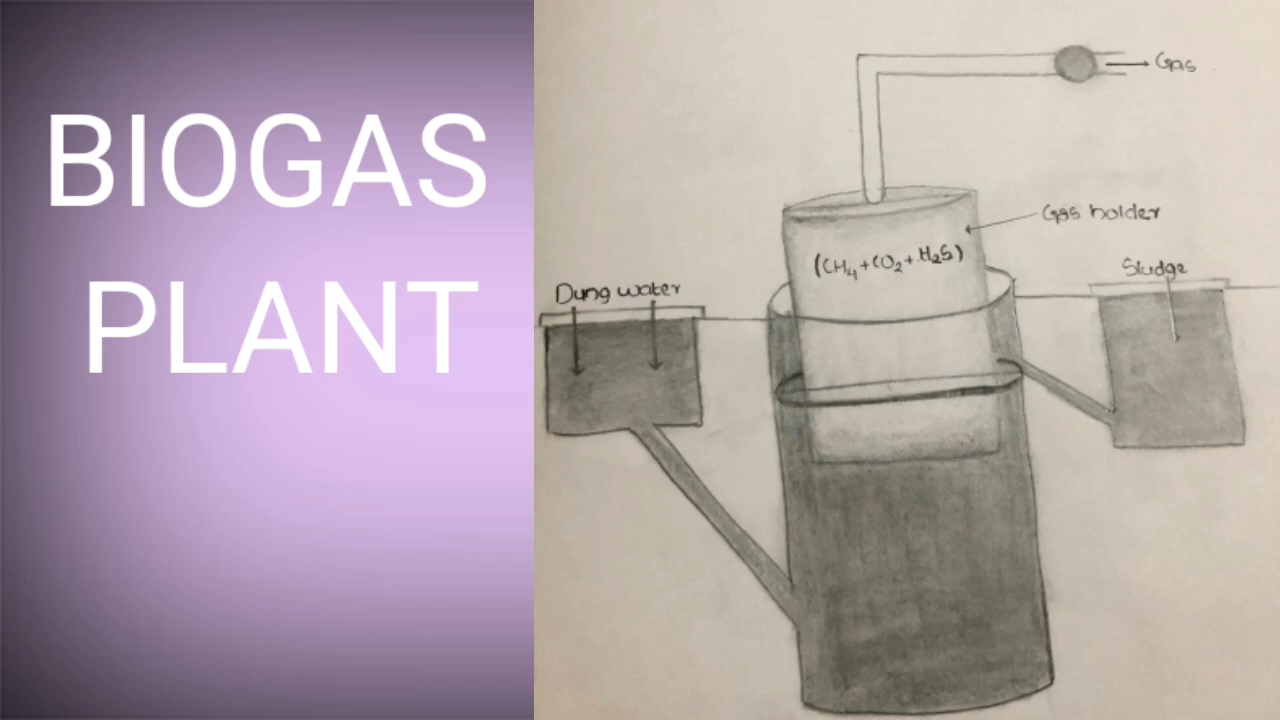 BIOGAS
PLANT
Gas
Gas holder
(CH₄+CO₂+H₂S)
Sludge
Dung water